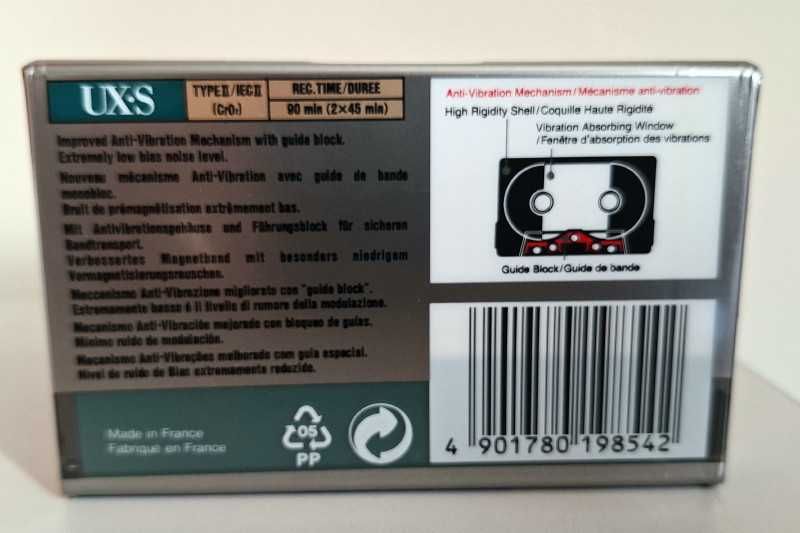 UX·S
TYPE II/IEC II
(CrO₂)
REC.TIME/DUREE
90 min (2×45 min)
Improved Anti-Vibration Mechanism with guide block.
Extremely low bias noise level.
Nouveau mécanisme Anti-Vibration avec guide de bande
monobloc.
Bruit de prémagnétisation extrêmement bas.
Mit Antivibrationsgehäuse und Führungsblock für sicheren
Bandtransport.
Verbessertes Magnetband mit besonders niedrigem
Vormagnetisierungsrauschen.
Meccanismo Anti-Vibrazione migliorato con "guide block".
Estremamente basso è il livello di rumore della modulazione.
Mecanismo Anti-Vibración mejorado con bloqueo de guías.
Mínimo ruido de modulación.
Mecanismo Anti-Vibrações melhorado com guia especial.
Nível de ruído de Bias extremamente reduzido.
Made in France
Fabriqué en France
05
PP
Anti-Vibration Mechanism/Mécanisme anti-vibration
High Rigidity Shell/Coquille Haute Rigidité
Vibration Absorbing Window
/Fenêtre d'absorption des vibrations
Guide Block/Guide de bande
4 901780 198542